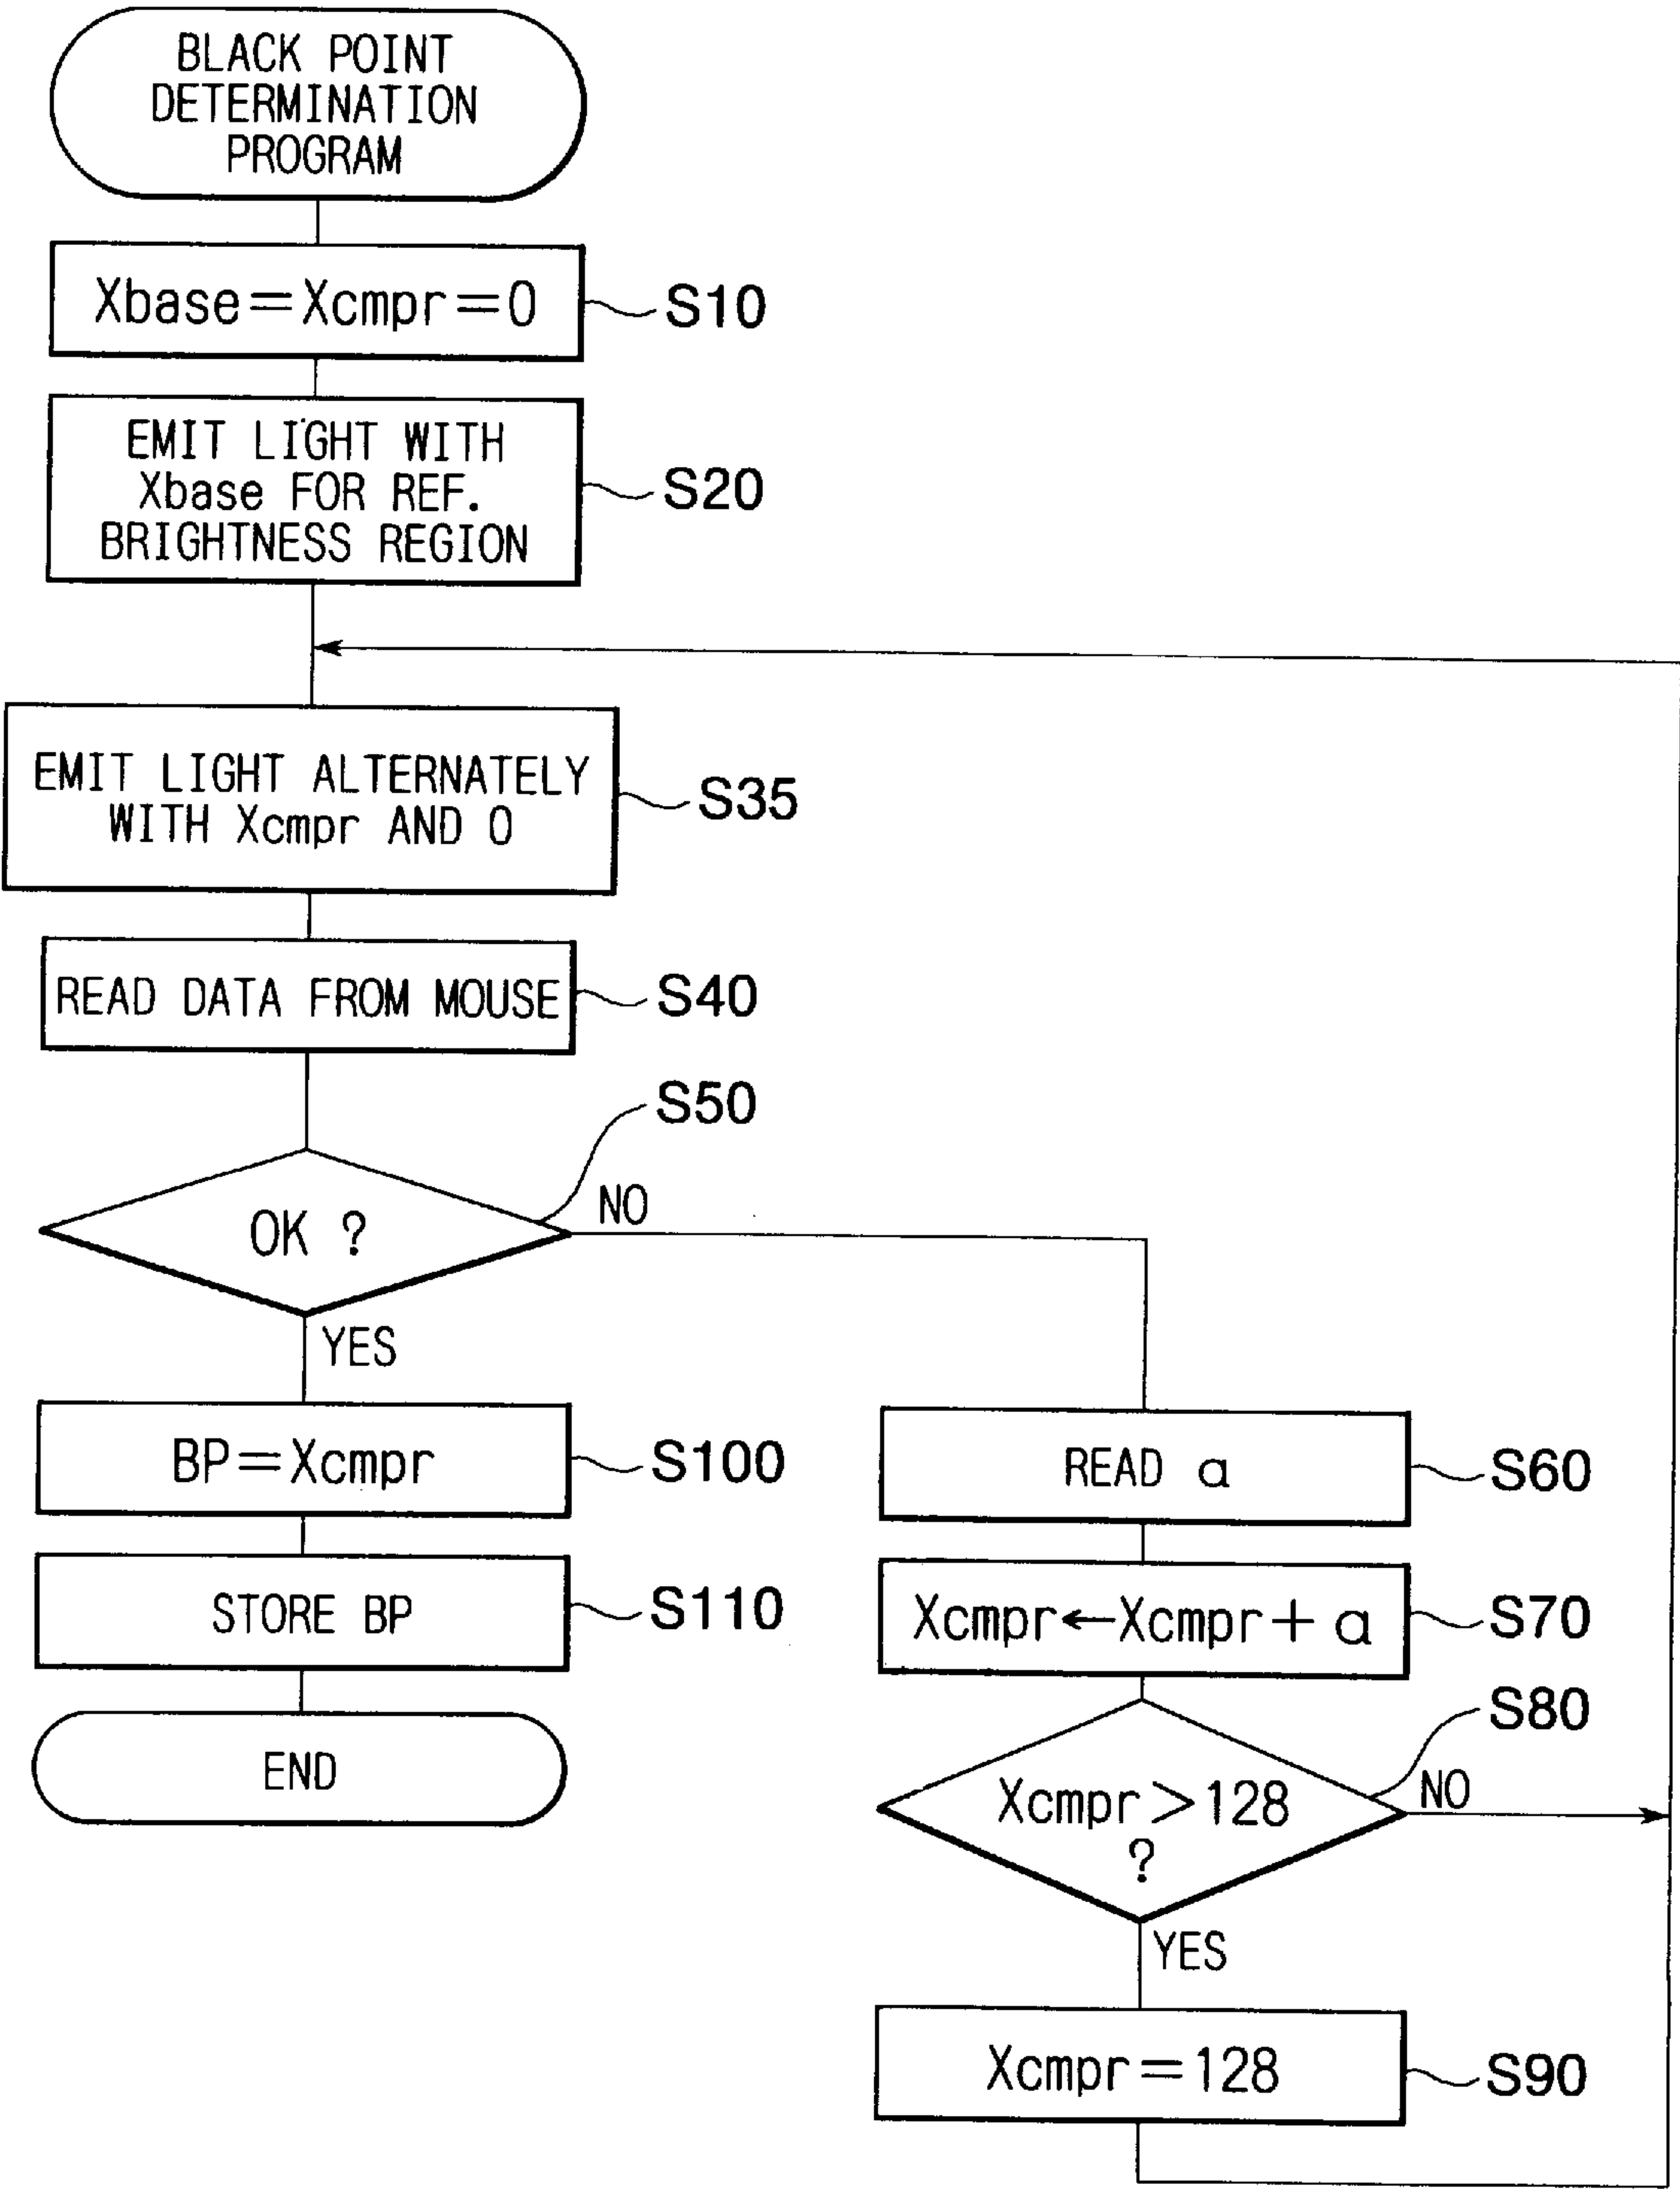 BLACK POINT
DETERMINATION
PROGRAM
Xbase=Xcmpr=0
S10
EMIT LIGHT WITH
Xbase FOR REF.
BRIGHTNESS REGION
S20
EMIT LIGHT ALTERNATELY
WITH Xcmpr AND 0
S35
READ DATA FROM MOUSE
S40
S50
OK ?
NO
YES
BP=Xcmpr
S100
STORE BP
S110
END
READ a
S60
Xcmpr←Xcmpr+a
S70
S80
Xcmpr>128
?
NO
YES
Xcmpr=128
S90